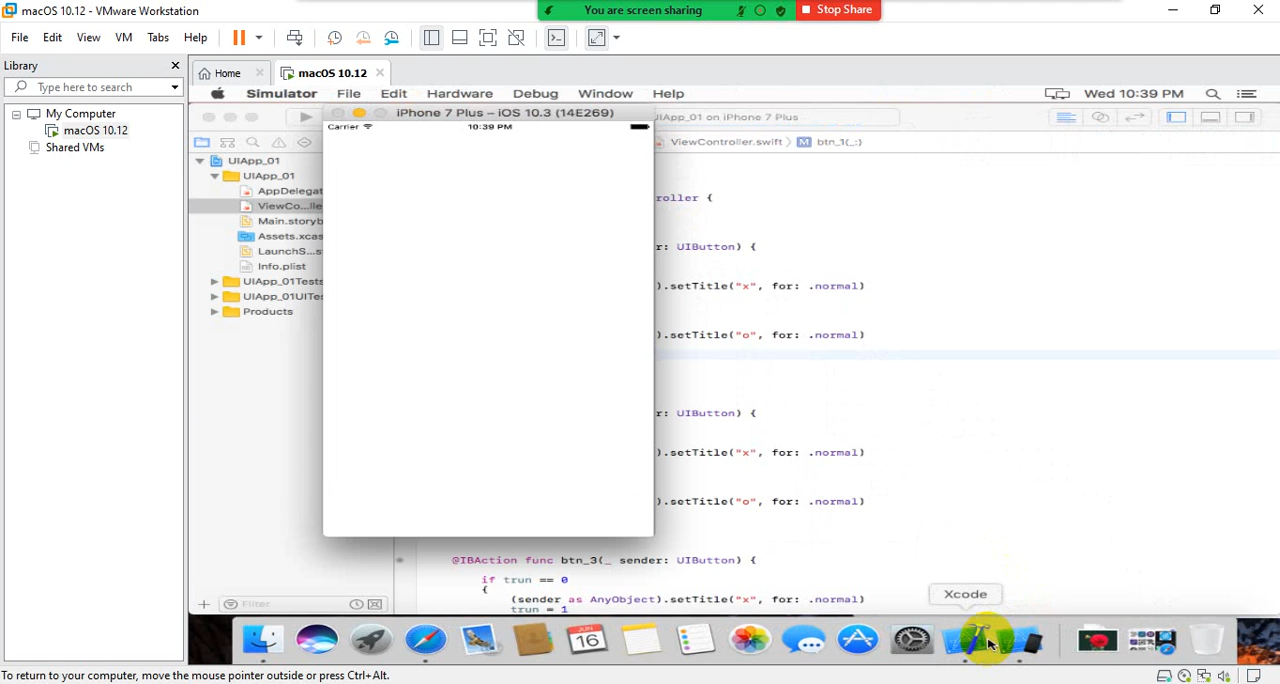 macOS 10.12 - VMware Workstation
You are screen sharing
Stop Share
File Edit View VM Tabs Help
Library
Type here to search
My Computer
macOS 10.12
Shared VMs
Home
macOS 10.12
Simulator File Edit Hardware Debug Window Help
Wed 10:39 PM
iPhone 7 Plus – iOS 10.3 (14E269)
UIApp_01 on iPhone 7 Plus
Carrier
10:39 PM
ViewController.swift
M
btn_1(_:)
UIApp_01
UIApp_01
AppDelegat
ViewCo...lle
Main.storyb
Assets.xcas
LaunchS...s
Info.plist
UIApp_01Tests
UIApp_01UITe
Products
Filter
roller {
r: UIButton) {
).setTitle("x", for: .normal)
).setTitle("o", for: .normal)
r: UIButton) {
).setTitle("x", for: .normal)
).setTitle("o", for: .normal)
@IBAction func btn_3(_ sender: UIButton) {
if trun == 0
{
(sender as AnyObject).setTitle("x", for: .normal)
trun = 1
Xcode
JUN
16
To return to your computer, move the mouse pointer outside or press Ctrl+Alt.